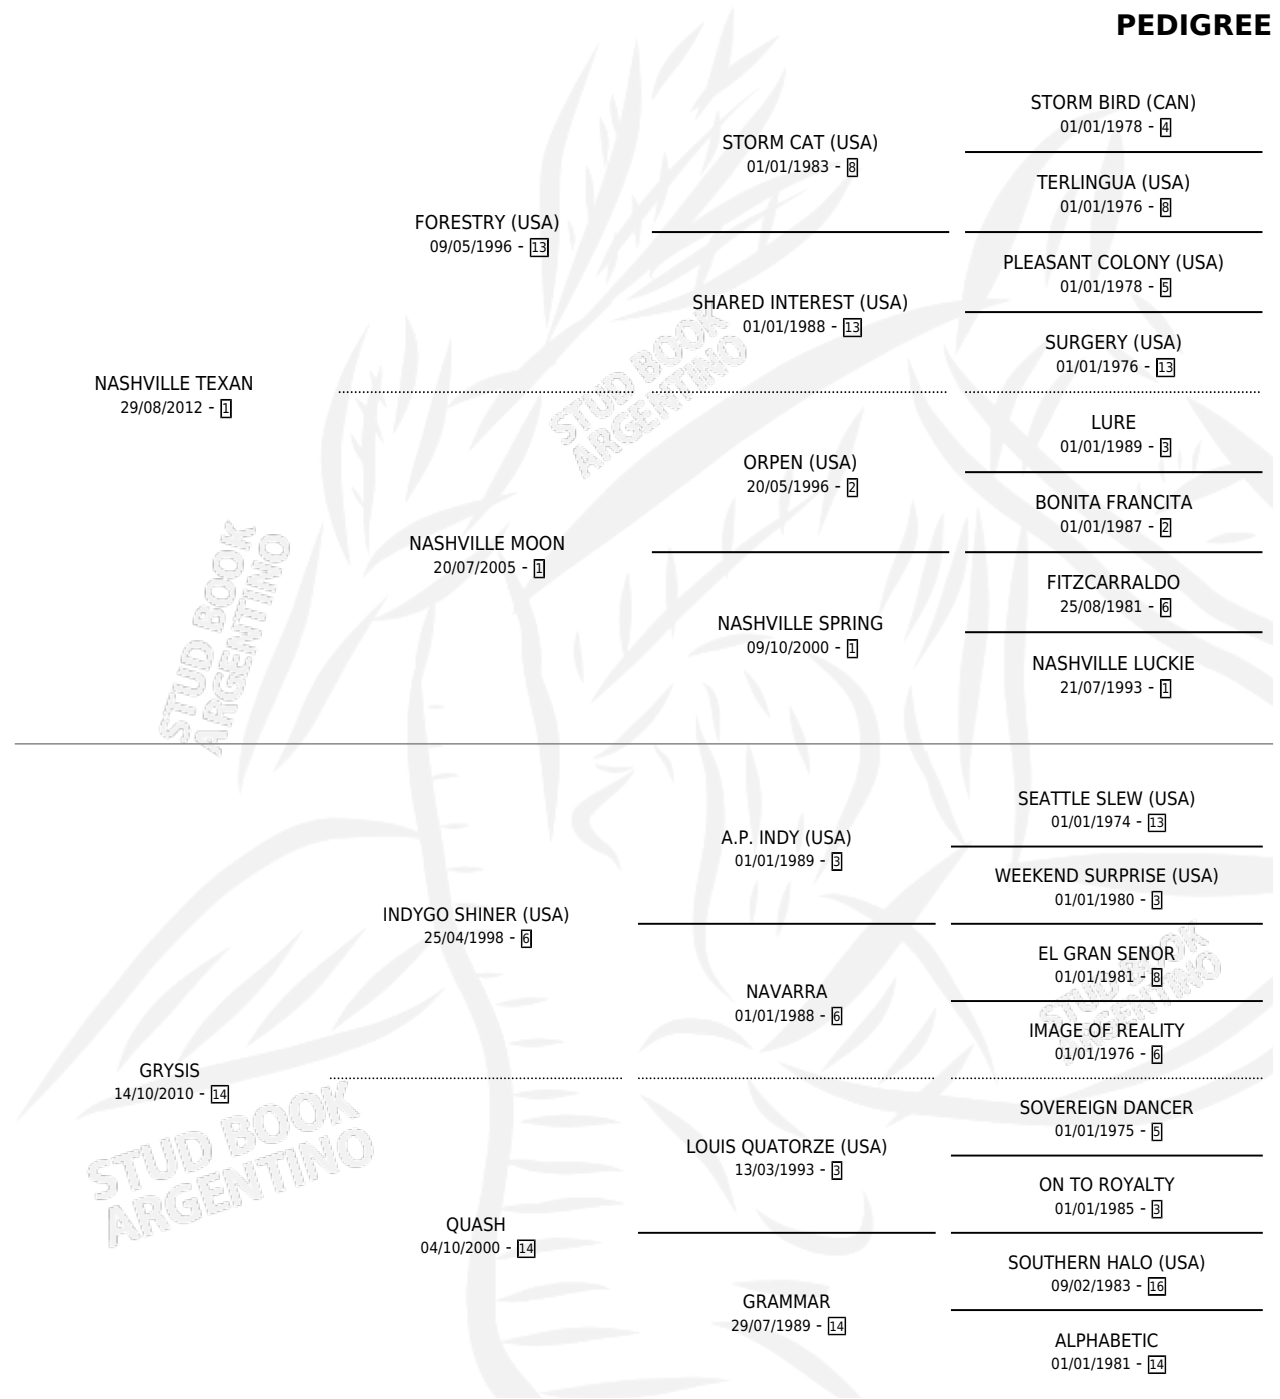 PEDIGREE
STORM BIRD (CAN)
01/01/1978 - 4
STORM CAT (USA)
01/01/1983 - 8
TERLINGUA (USA)
01/01/1976 - 8
FORESTRY (USA)
09/05/1996 - 13
PLEASANT COLONY (USA)
01/01/1978 - 5
SHARED INTEREST (USA)
01/01/1988 - 13
SURGERY (USA)
01/01/1976 - 13
NASHVILLE TEXAN
29/08/2012 - 1
LURE
01/01/1989 - 3
ORPEN (USA)
20/05/1996 - 2
BONITA FRANCITA
01/01/1987 - 2
NASHVILLE MOON
20/07/2005 - 1
FITZCARRALDO
25/08/1981 - 6
NASHVILLE SPRING
09/10/2000 - 1
NASHVILLE LUCKIE
21/07/1993 - 1
SEATTLE SLEW (USA)
01/01/1974 - 13
A.P. INDY (USA)
01/01/1989 - 3
WEEKEND SURPRISE (USA)
01/01/1980 - 3
INDYGO SHINER (USA)
25/04/1998 - 6
EL GRAN SENOR
01/01/1981 - 8
NAVARRA
01/01/1988 - 6
IMAGE OF REALITY
01/01/1976 - 6
GRYSIS
14/10/2010 - 14
SOVEREIGN DANCER
01/01/1975 - 5
LOUIS QUATORZE (USA)
13/03/1993 - 3
ON TO ROYALTY
01/01/1985 - 3
QUASH
04/10/2000 - 14
SOUTHERN HALO (USA)
09/02/1983 - 16
GRAMMAR
29/07/1989 - 14
ALPHABETIC
01/01/1981 - 14
STUD BOOK
ARGENTINO
STUD BOOK
ARGENTINO
STUD BOOK
ARGENTINO
STUD BOOK
ARGENTINO